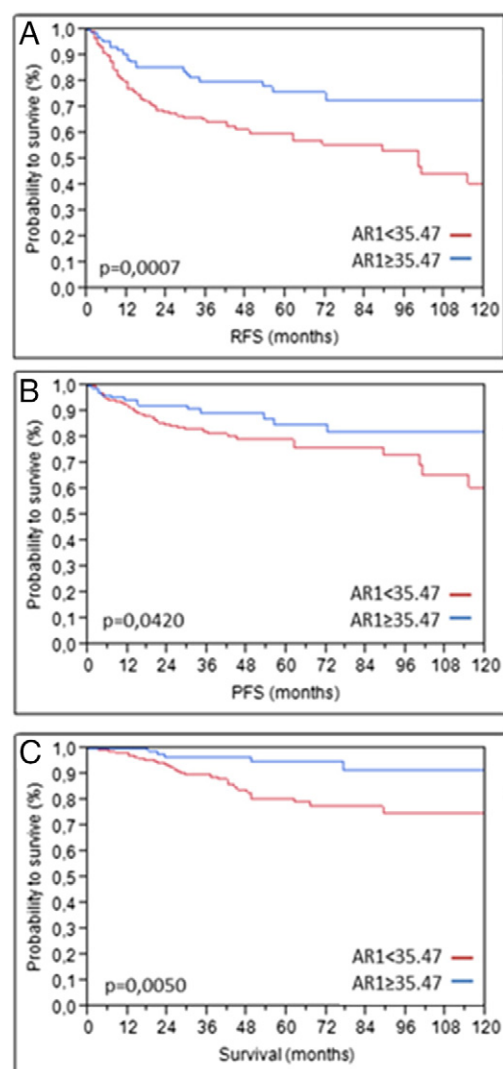 A
Probability to survive (%)
1,0
0,9
0,8
0,7
0,6
0,5
0,4
0,3
0,2
0,1
0,0
AR1<35.47
AR1≥35.47
p=0,0007
0 12 24 36 48 60 72 84 96 108 120
RFS (months)
B
Probability to survive (%)
1,0
0,9
0,8
0,7
0,6
0,5
0,4
0,3
0,2
0,1
0,0
AR1<35.47
AR1≥35.47
p=0,0420
0 12 24 36 48 60 72 84 96 108 120
PFS (months)
C
Probability to survive (%)
1,0
0,9
0,8
0,7
0,6
0,5
0,4
0,3
0,2
0,1
0,0
AR1<35.47
AR1≥35.47
p=0,0050
0 12 24 36 48 60 72 84 96 108 120
Survival (months)